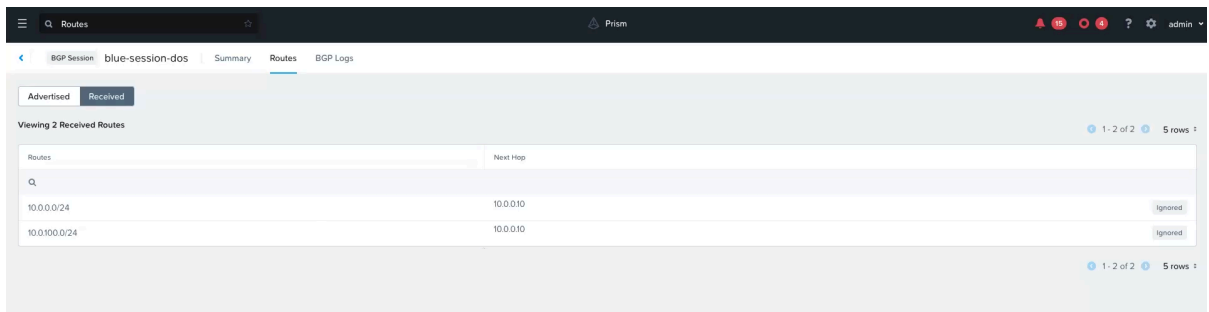 Routes
Prism
15
4
?
admin
BGP Session blue-session-dos Summary Routes BGP Logs
Advertised Received
Viewing 2 Received Routes
1 - 2 of 2 5 rows
Routes Next Hop
10.0.0.0/24 10.0.0.10 Ignored
10.0.100.0/24 10.0.0.10 Ignored
1 - 2 of 2 5 rows